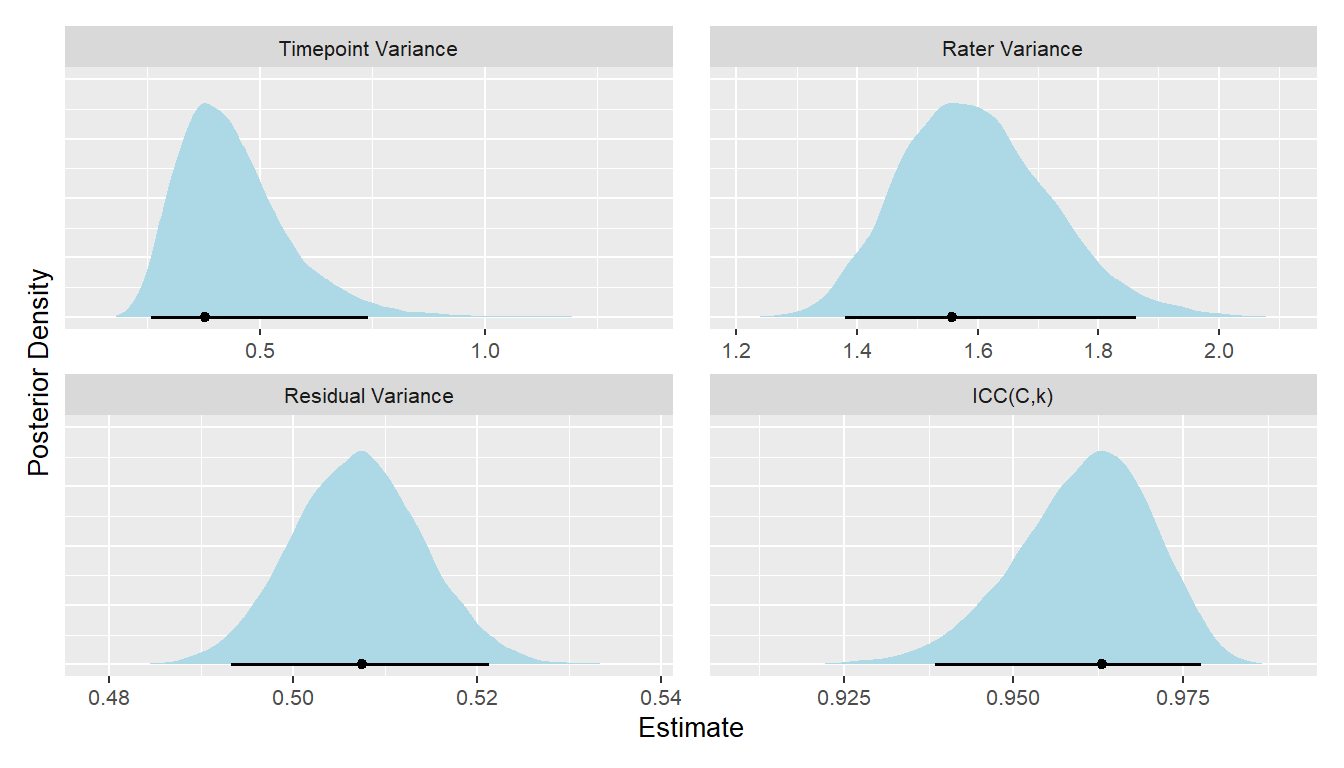 Timepoint Variance
Rater Variance
0.5 1.0
1.2 1.4 1.6 1.8 2.0
Posterior Density
Residual Variance
ICC(C,k)
0.48 0.50 0.52 0.54
0.925 0.950 0.975
Estimate